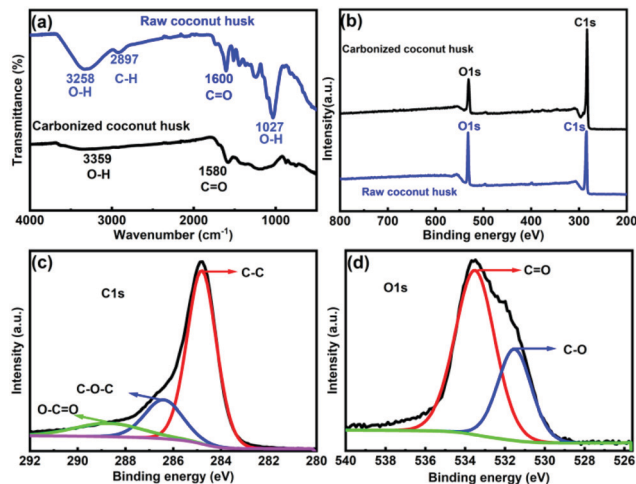 (a)
Raw coconut husk
3258
O-H
2897
C-H
1600
C=O
1027
O-H
Carbonized coconut husk
3359
O-H
1580
C=O
Transmittance (%)
4000 3000 2000 1000
Wavenumber (cm⁻¹)
(b)
C1s
Carbonized coconut husk
O1s
O1s
C1s
Raw coconut husk
Intensity(a.u.)
800 700 600 500 400 300 200
Binding energy (eV)
(c)
C1s
C-C
C-O-C
O-C=O
Intensity (a.u.)
292 290 288 286 284 282 280
Binding energy (eV)
(d)
O1s
C=O
C-O
Intensity (a.u.)
540 538 536 534 532 530 528 526
Binding energy (eV)